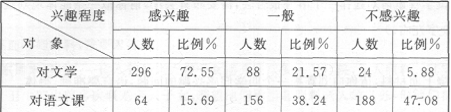 兴趣程度 感兴趣 一般 不感兴趣
对象 人数 比例% 人数 比例% 人数 比例%
对文学 296 72.55 88 21.57 24 5.88
对语文课 64 15.69 156 38.24 188 47.08